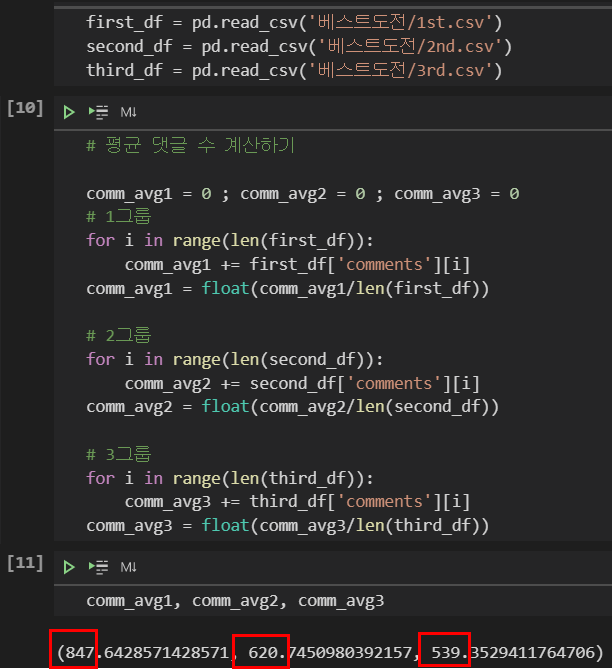 first_df = pd.read_csv('베스트도전/1st.csv')
second_df = pd.read_csv('베스트도전/2nd.csv')
third_df = pd.read_csv('베스트도전/3rd.csv')
[10]
M↓
# 평균 댓글 수 계산하기
comm_avg1 = 0 ; comm_avg2 = 0 ; comm_avg3 = 0
# 1그룹
for i in range(len(first_df)):
    comm_avg1 += first_df['comments'][i]
comm_avg1 = float(comm_avg1/len(first_df))
# 2그룹
for i in range(len(second_df)):
    comm_avg2 += second_df['comments'][i]
comm_avg2 = float(comm_avg2/len(second_df))
# 3그룹
for i in range(len(third_df)):
    comm_avg3 += third_df['comments'][i]
comm_avg3 = float(comm_avg3/len(third_df))
[11]
M↓
comm_avg1, comm_avg2, comm_avg3
(847.6428571428571, 620.7450980392157, 539.3529411764706)